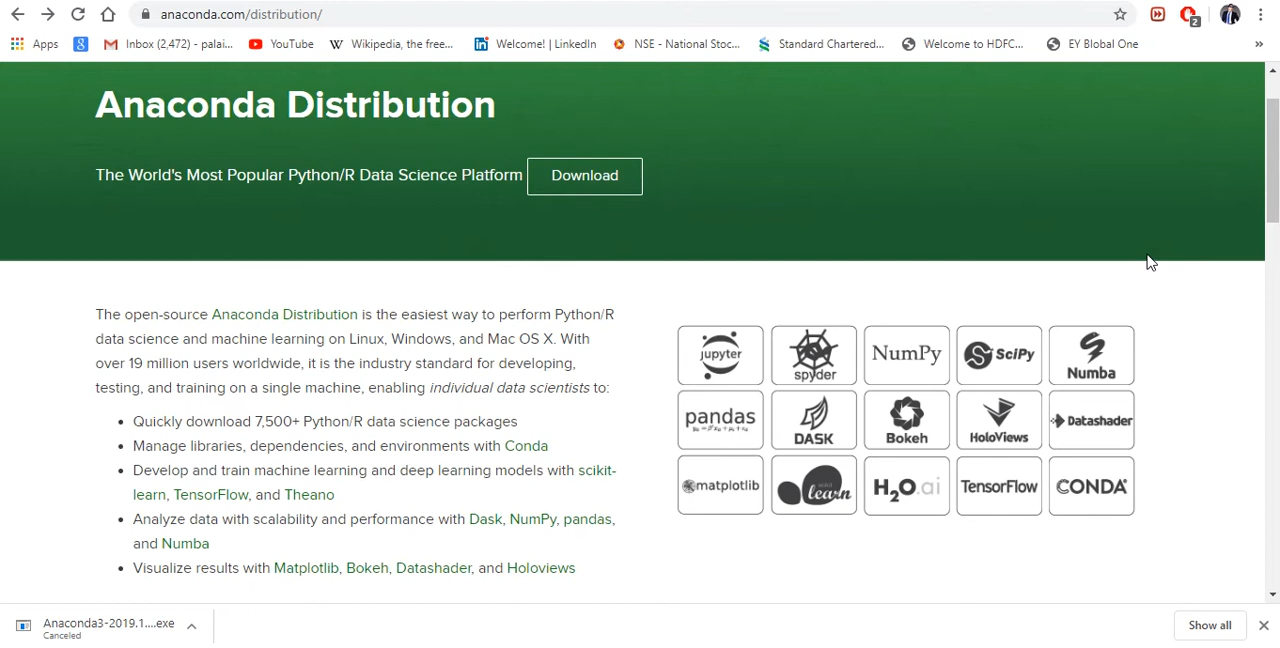 anaconda.com/distribution/
2
Apps
Inbox (2,472) - palai...
YouTube
Wikipedia, the free...
Welcome! | LinkedIn
NSE - National Stoc...
Standard Chartered...
Welcome to HDFC...
EY Blobal One
»
Anaconda Distribution
The World's Most Popular Python/R Data Science Platform
Download
The open-source Anaconda Distribution is the easiest way to perform Python/R
data science and machine learning on Linux, Windows, and Mac OS X. With
over 19 million users worldwide, it is the industry standard for developing,
testing, and training on a single machine, enabling individual data scientists to:
• Quickly download 7,500+ Python/R data science packages
• Manage libraries, dependencies, and environments with Conda
• Develop and train machine learning and deep learning models with scikit-
learn, TensorFlow, and Theano
• Analyze data with scalability and performance with Dask, NumPy, pandas,
and Numba
• Visualize results with Matplotlib, Bokeh, Datashader, and Holoviews
jupyter
spyder
NumPy
SciPy
Numba
pandas
DASK
Bokeh
HoloViews
Datashader
matplotlib
learn
H2O.ai
TensorFlow
CONDA
Anaconda3-2019.1....exe
Canceled
Show all